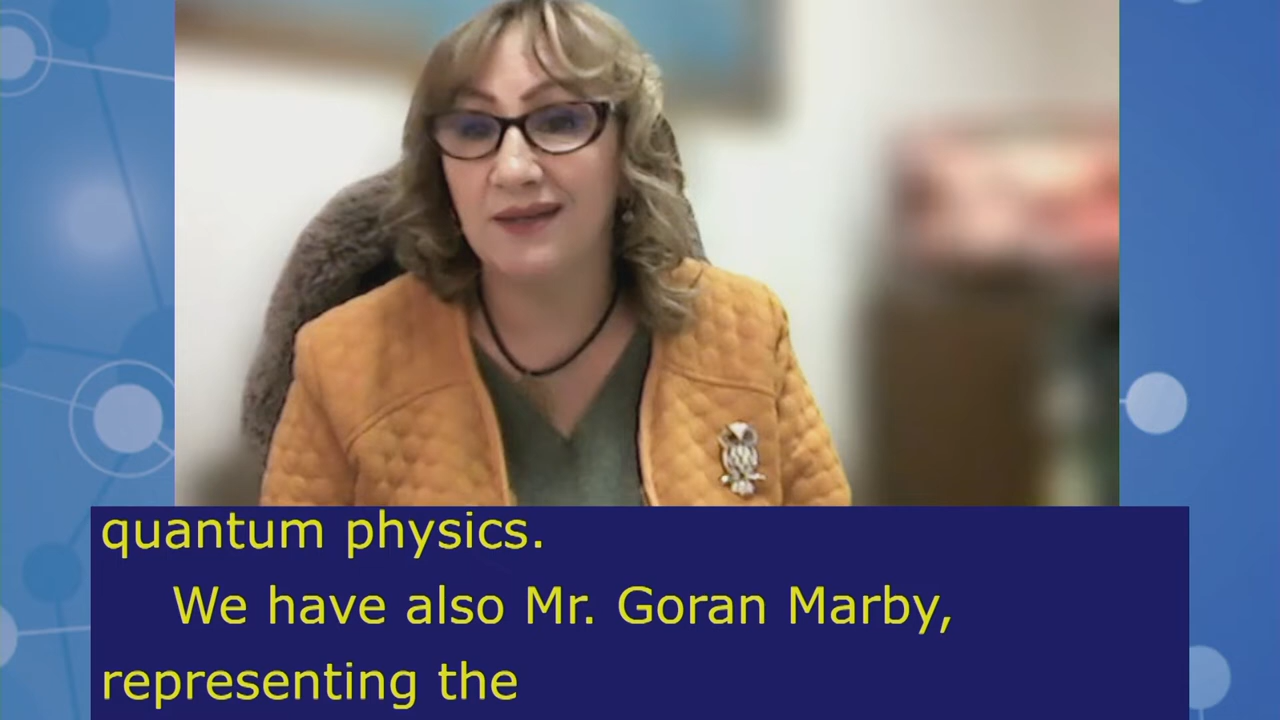 quantum physics.
We have also Mr. Goran Marby,
representing the